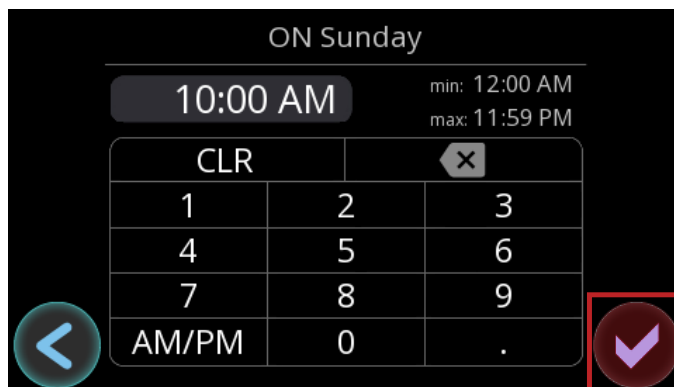 ON Sunday
10:00 AM
min: 12:00 AM
max: 11:59 PM
CLR
1 2 3
4 5 6
7 8 9
AM/PM 0 .